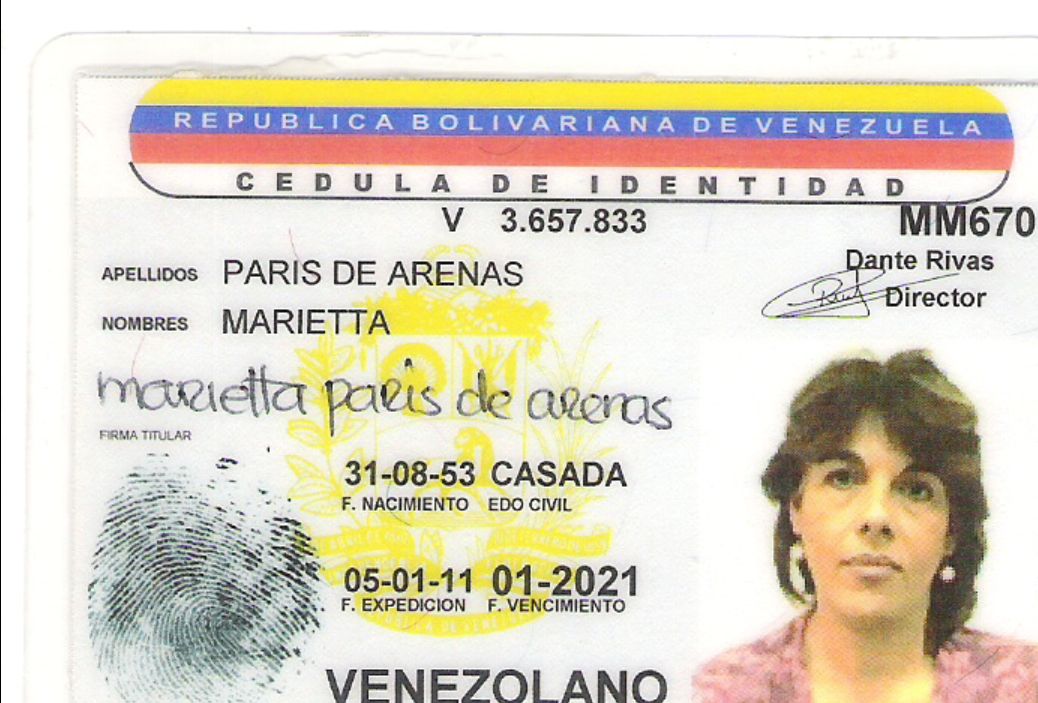 REPUBLICA BOLIVARIANA DE VENEZUELA
CEDULA DE IDENTIDAD
V 3.657.833 MM670
Dante Rivas
Director
APELLIDOS PARIS DE ARENAS
NOMBRES MARIETTA
marietta paris de arenas
FIRMA TITULAR
31-08-53 CASADA
F. NACIMIENTO EDO CIVIL
05-01-11 01-2021
F. EXPEDICION F. VENCIMIENTO
VENEZOLANO